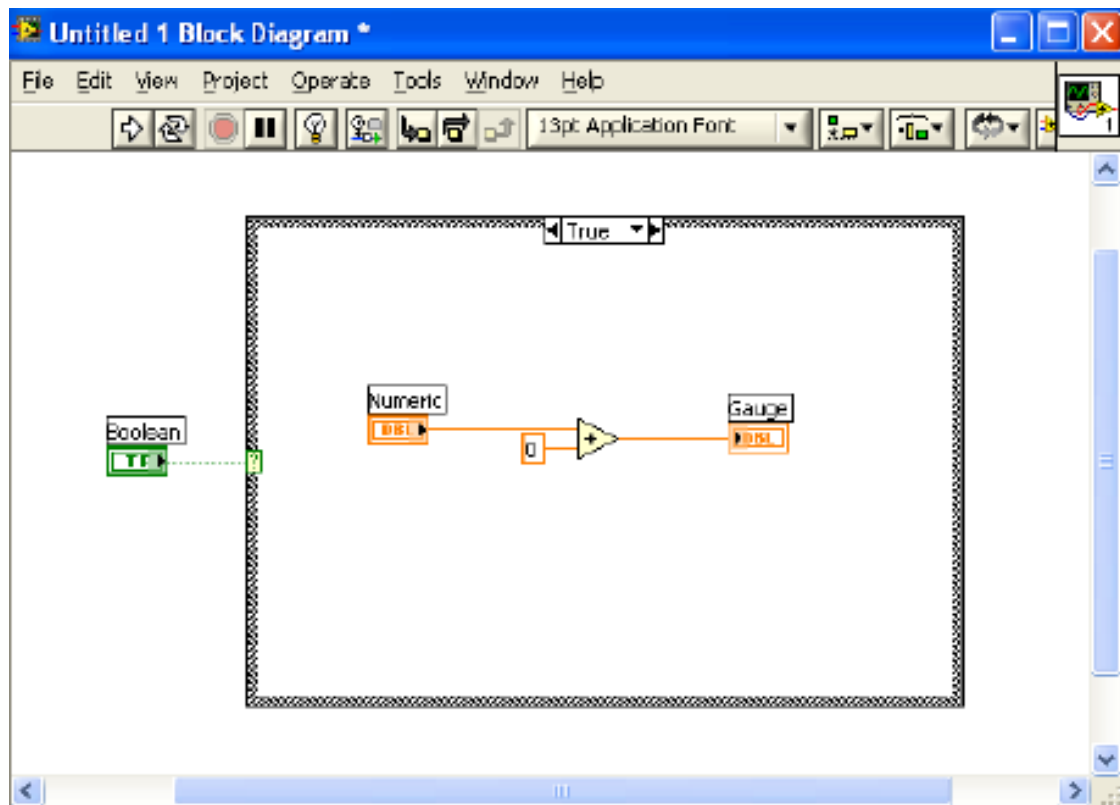 Untitled 1 Block Diagram *
File Edit View Project Operate Tools Window Help
13pt Application Font
1
True
Numeric
DBL
0
+
Gauge
DBL
Boolean
TF
?